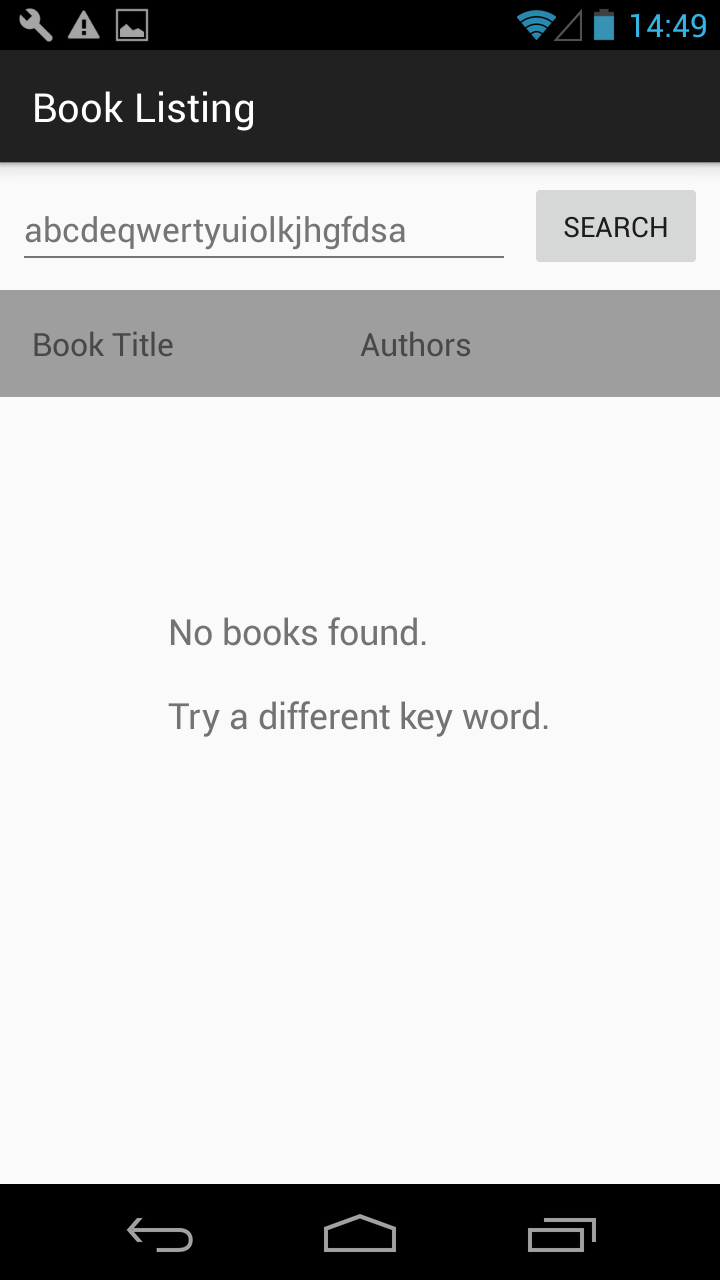 14:49
Book Listing
abcdeqwertyuiolkjhgfdsa
SEARCH
Book Title
Authors
No books found.
Try a different key word.